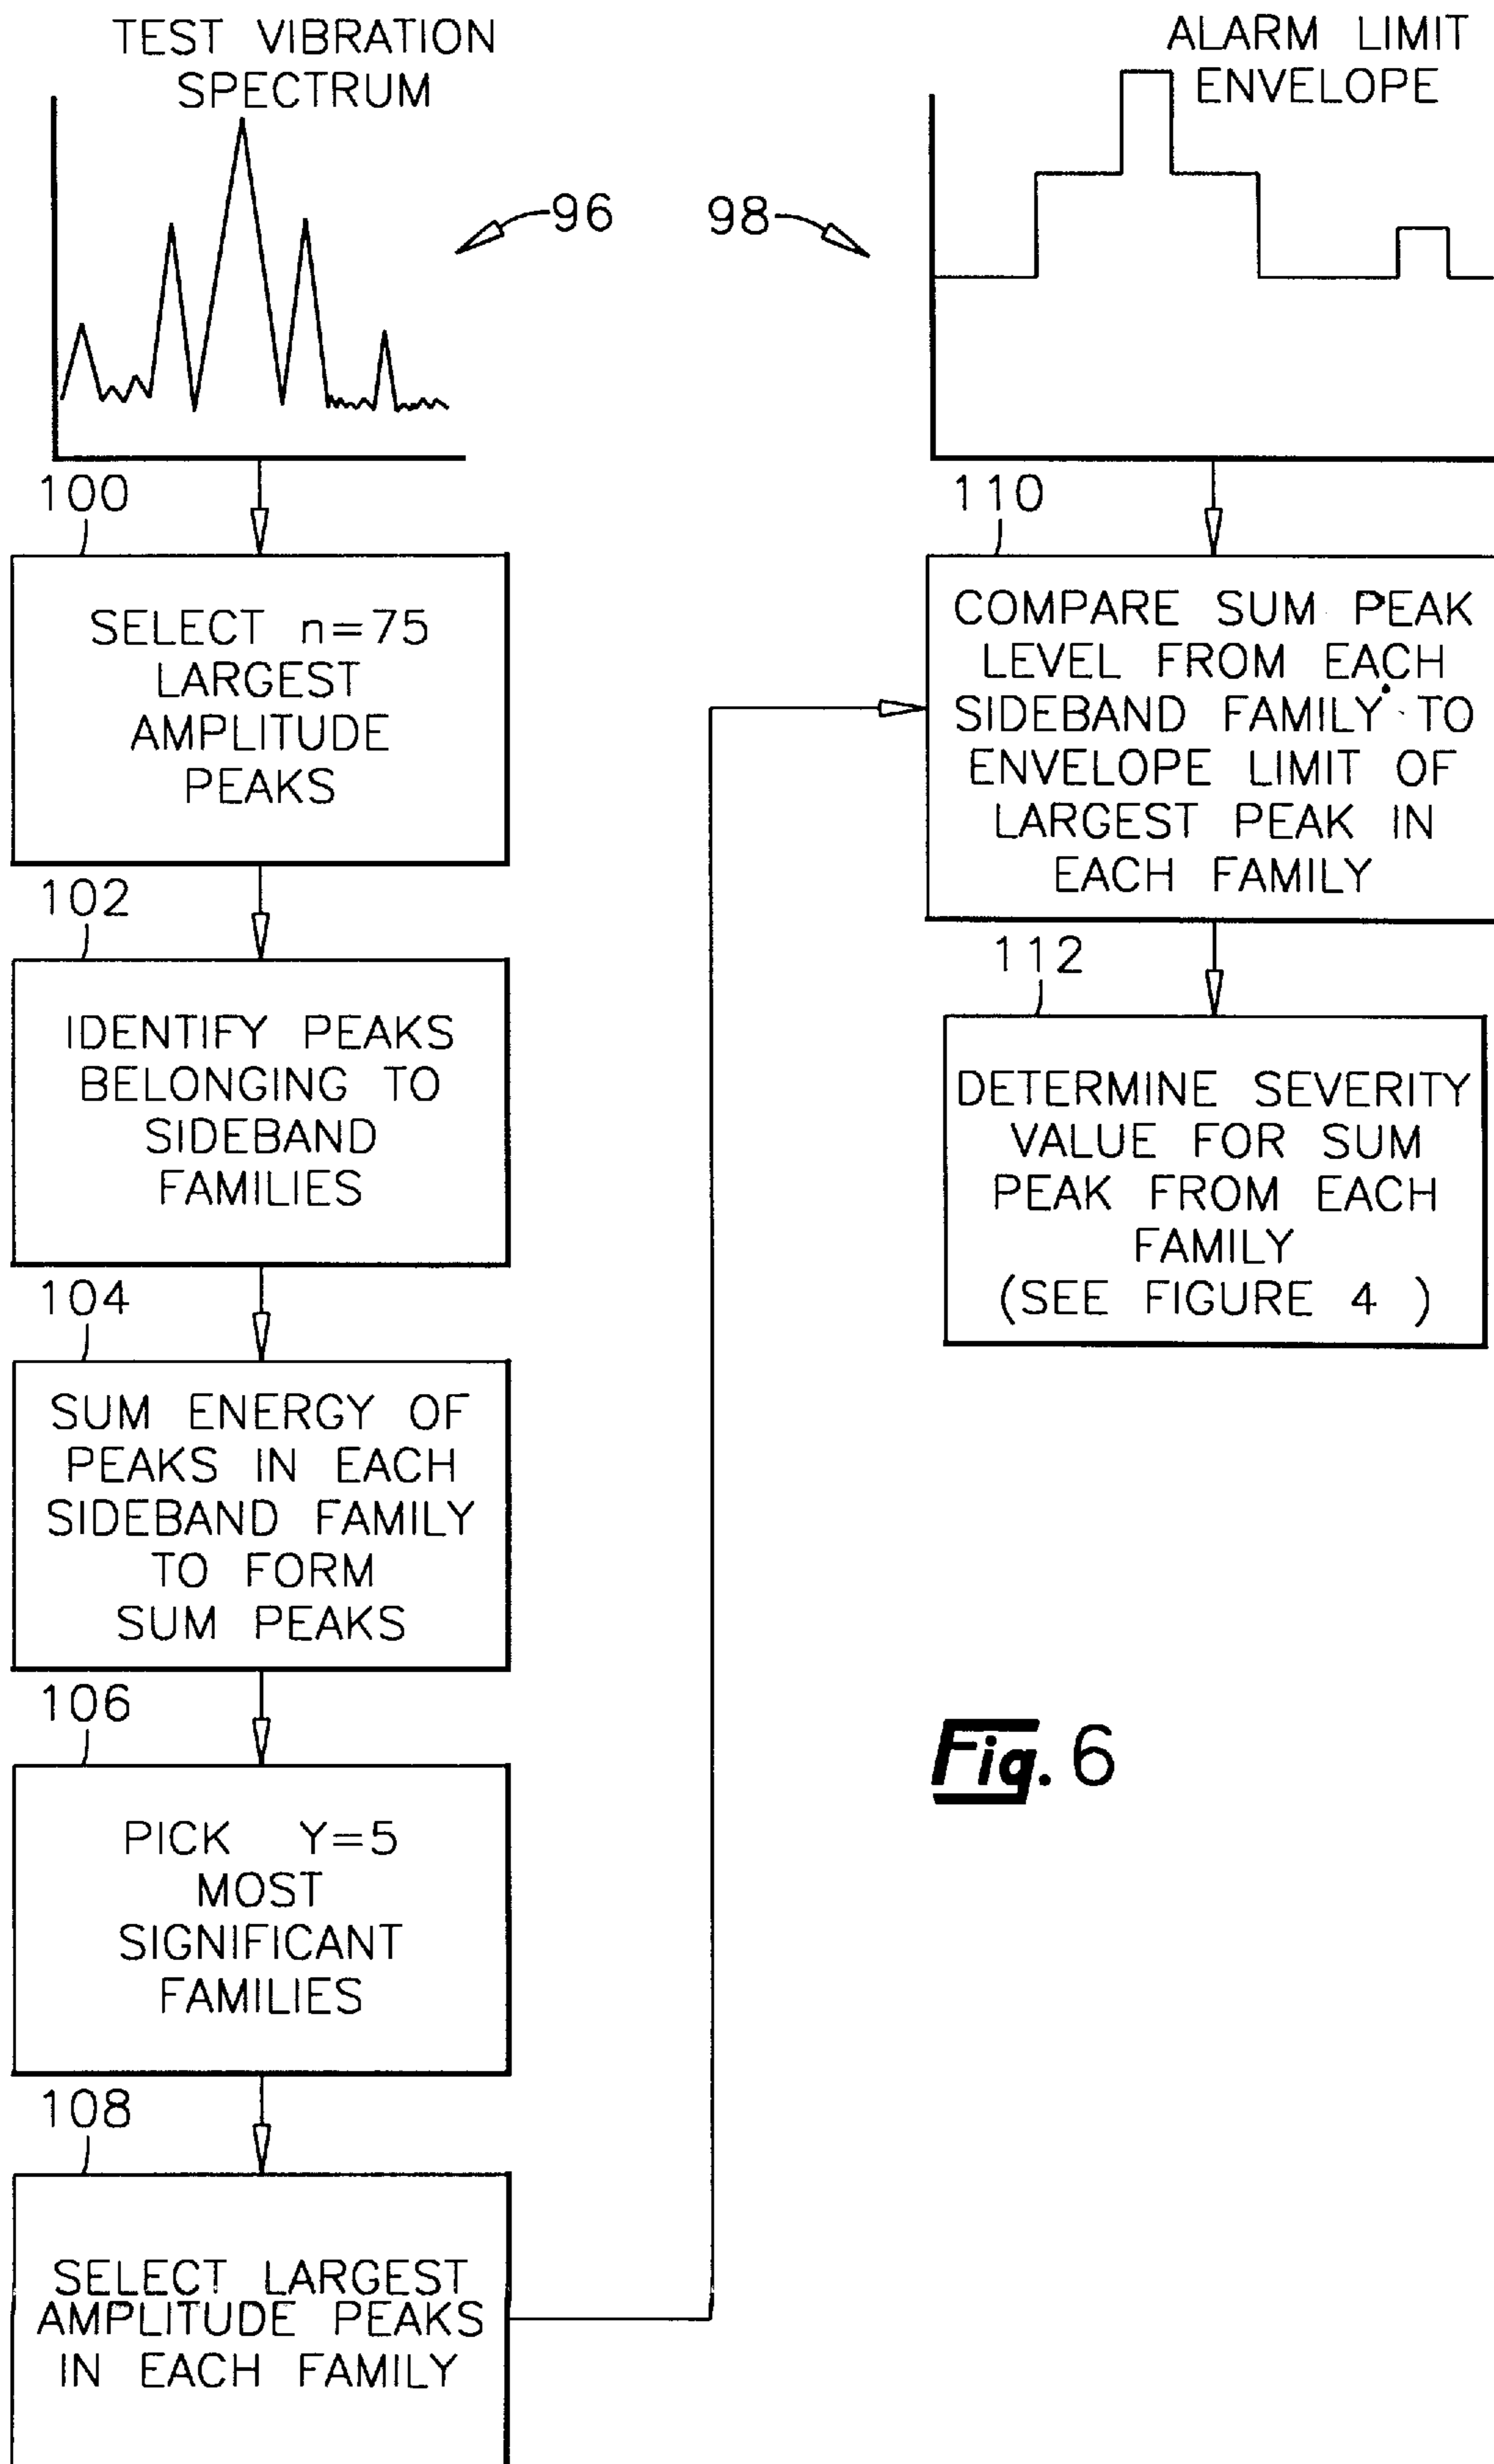 TEST VIBRATION
SPECTRUM
96
100
SELECT n=75
LARGEST
AMPLITUDE
PEAKS
102
IDENTIFY PEAKS
BELONGING TO
SIDEBAND
FAMILIES
104
SUM ENERGY OF
PEAKS IN EACH
SIDEBAND FAMILY
TO FORM
SUM PEAKS
106
PICK Y=5
MOST
SIGNIFICANT
FAMILIES
108
SELECT LARGEST
AMPLITUDE PEAKS
IN EACH FAMILY
ALARM LIMIT
ENVELOPE
98
110
COMPARE SUM PEAK
LEVEL FROM EACH
SIDEBAND FAMILY TO
ENVELOPE LIMIT OF
LARGEST PEAK IN
EACH FAMILY
112
DETERMINE SEVERITY
VALUE FOR SUM
PEAK FROM EACH
FAMILY
(SEE FIGURE 4 )
Fig. 6